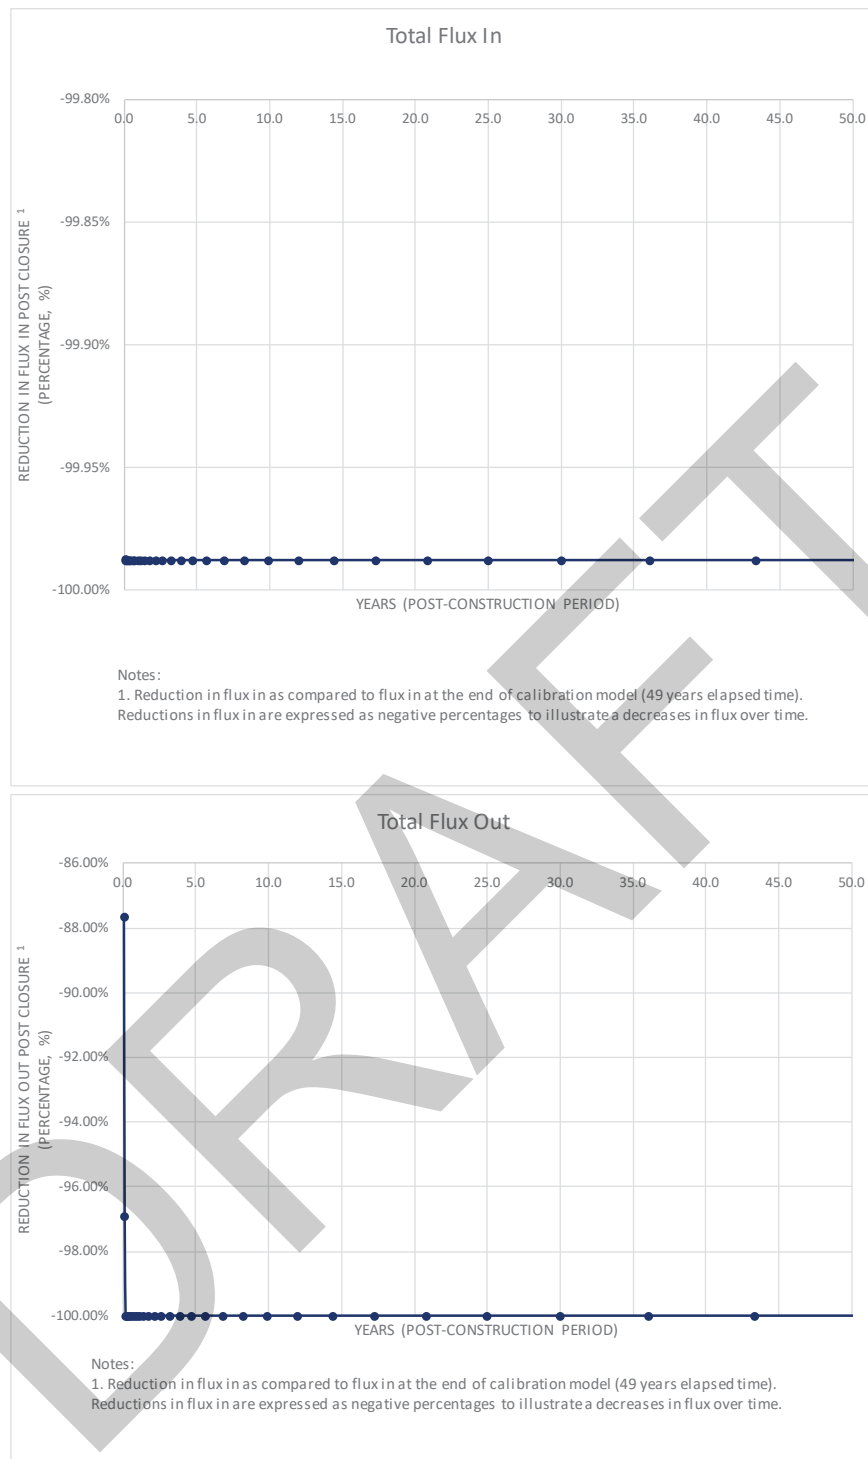 Total Flux In
-99.80%
0.0 5.0 10.0 15.0 20.0 25.0 30.0 35.0 40.0 45.0 50.0
-99.85%
-99.90%
-99.95%
-100.00%
REDUCTION IN FLUX IN POST CLOSURE 1
(PERCENTAGE, %)
YEARS (POST-CONSTRUCTION PERIOD)
Notes:
1. Reduction in flux in as compared to flux in at the end of calibration model (49 years elapsed time).
Reductions in flux in are expressed as negative percentages to illustrate a decreases in flux over time.
Total Flux Out
-86.00%
0.0 5.0 10.0 15.0 20.0 25.0 30.0 35.0 40.0 45.0 50.0
-88.00%
-90.00%
-92.00%
-94.00%
-96.00%
-98.00%
-100.00%
REDUCTION IN FLUX OUT POST CLOSURE 1
(PERCENTAGE, %)
YEARS (POST-CONSTRUCTION PERIOD)
Notes:
1. Reduction in flux in as compared to flux in at the end of calibration model (49 years elapsed time).
Reductions in flux in are expressed as negative percentages to illustrate a decreases in flux over time.
DRAFT